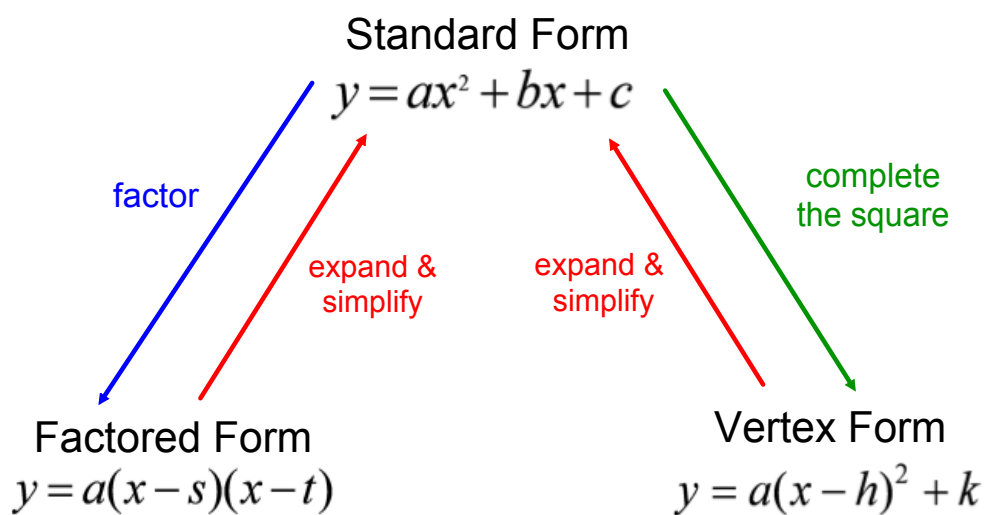 Standard Form
y = ax² + bx + c
factor
complete
the square
expand &
simplify
expand &
simplify
Factored Form
y = a(x − s)(x − t)
Vertex Form
y = a(x − h)² + k